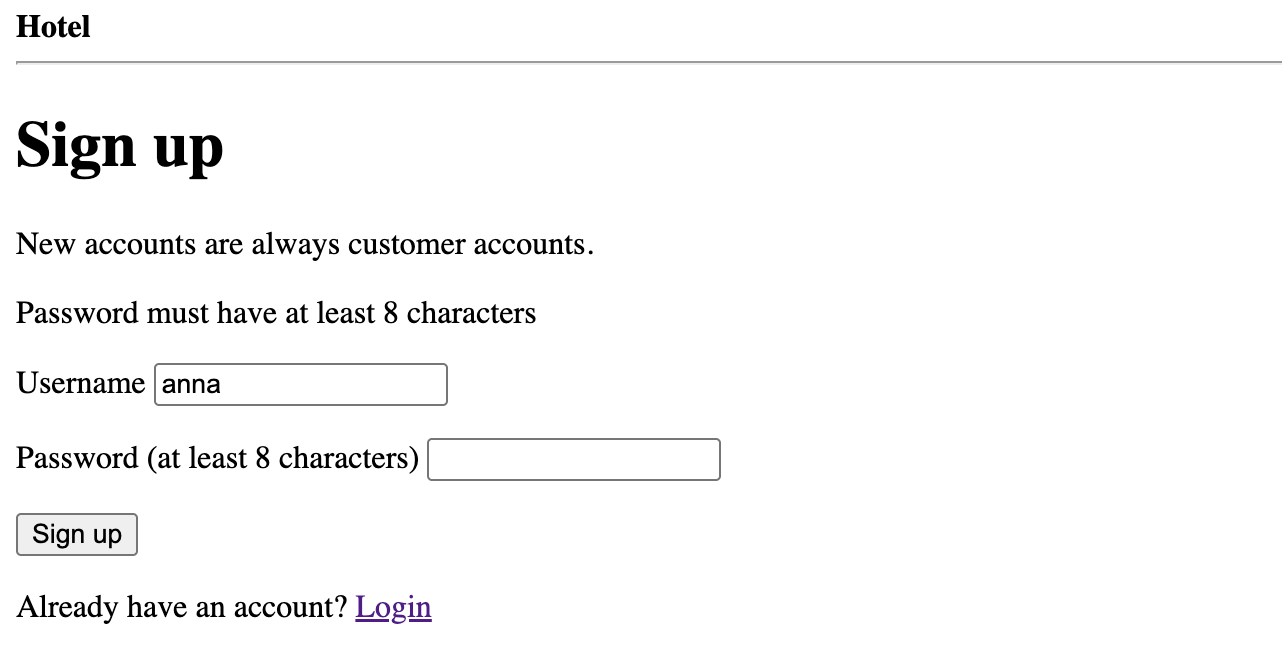 Hotel
Sign up
New accounts are always customer accounts.
Password must have at least 8 characters
Username anna
Password (at least 8 characters)
Sign up
Already have an account? Login